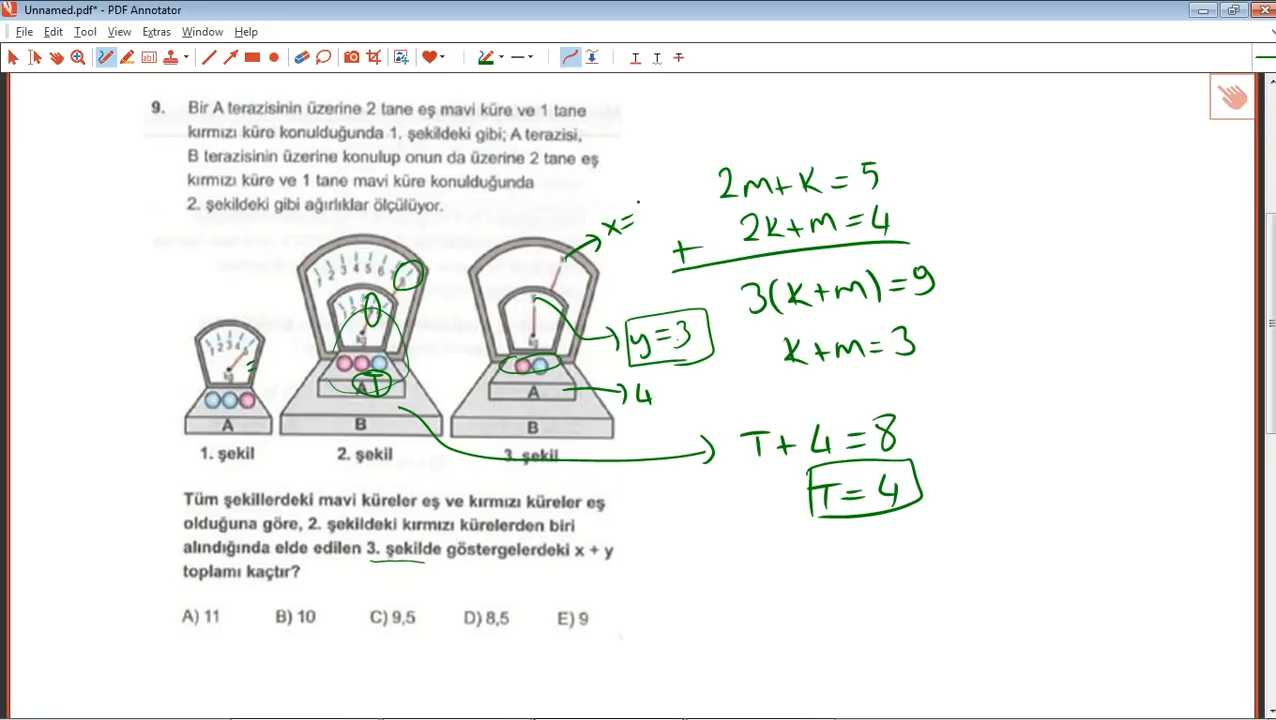 Unnamed.pdf* - PDF Annotator
File Edit Tool View Extras Window Help
9. Bir A terazisinin üzerine 2 tane eş mavi küre ve 1 tane
kırmızı küre konulduğunda 1. şekildeki gibi; A terazisi,
B terazisinin üzerine konulup onun da üzerine 2 tane eş
kırmızı küre ve 1 tane mavi küre konulduğunda
2. şekildeki gibi ağırlıklar ölçülüyor.
2m+k=5
2k+m=4
+
3(k+m)=9
k+m=3
x=
y=3
4
kg
A
1. şekil
kg
A T
B
2. şekil
kg
A
B
3. şekil
T+4=8
T=4
Tüm şekillerdeki mavi küreler eş ve kırmızı küreler eş
olduğuna göre, 2. şekildeki kırmızı kürelerden biri
alındığında elde edilen 3. şekilde göstergelerdeki x + y
toplamı kaçtır?
A) 11 B) 10 C) 9,5 D) 8,5 E) 9